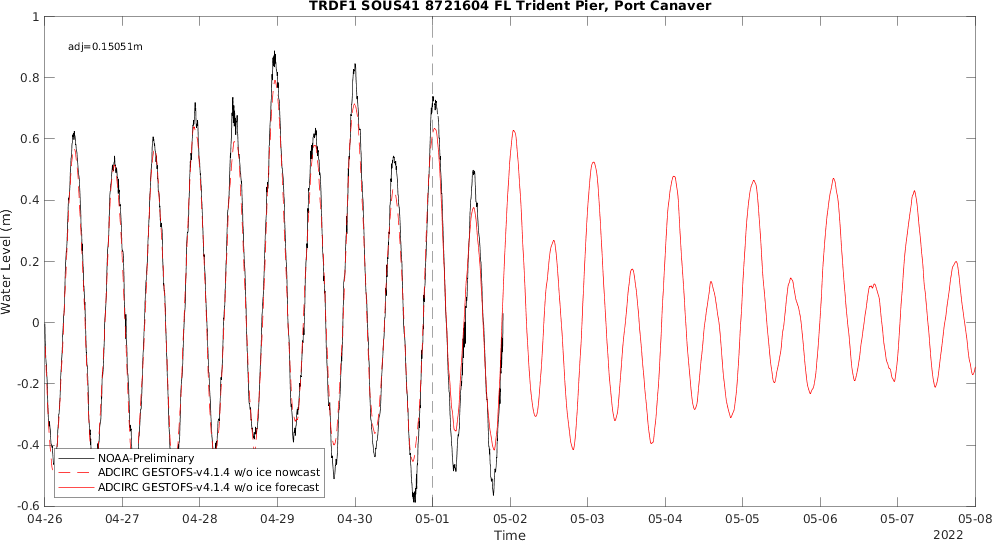 TRDF1 SOUS41 8721604 FL Trident Pier, Port Canaver
adj=0.15051m
Water Level (m)
1
0.8
0.6
0.4
0.2
0
-0.2
-0.4
-0.6
NOAA-Preliminary
ADCIRC GESTOFS-v4.1.4 w/o ice nowcast
ADCIRC GESTOFS-v4.1.4 w/o ice forecast
04-26 04-27 04-28 04-29 04-30 05-01 05-02 05-03 05-04 05-05 05-06 05-07 05-08
Time
2022